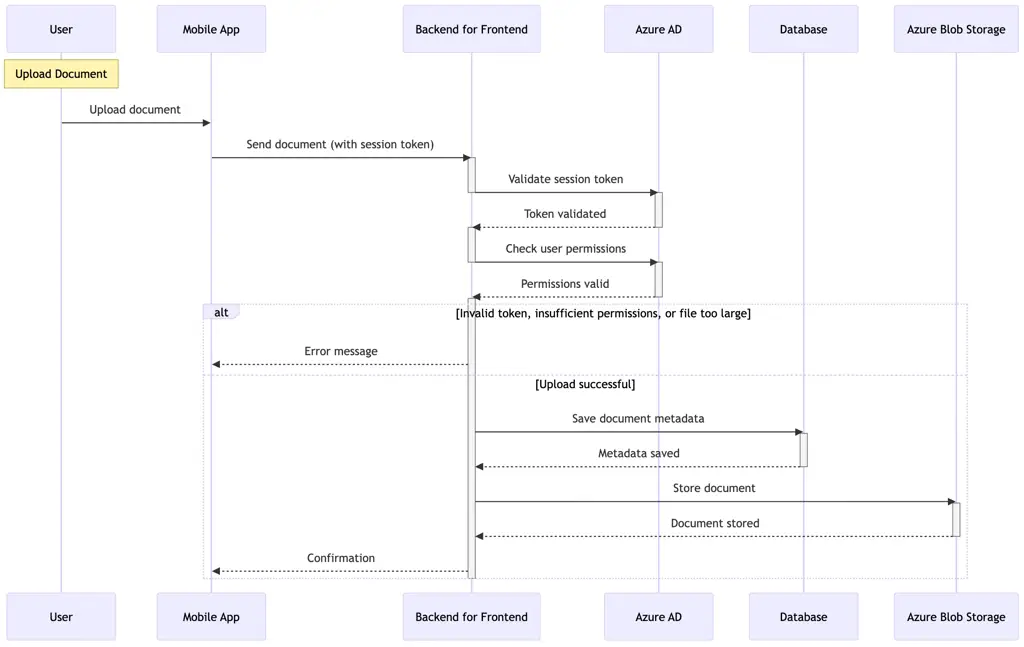 User
Mobile App
Backend for Frontend
Azure AD
Database
Azure Blob Storage
Upload Document
Upload document
Send document (with session token)
Validate session token
Token validated
Check user permissions
Permissions valid
alt
[Invalid token, insufficient permissions, or file too large]
Error message
[Upload successful]
Save document metadata
Metadata saved
Store document
Document stored
Confirmation
User
Mobile App
Backend for Frontend
Azure AD
Database
Azure Blob Storage